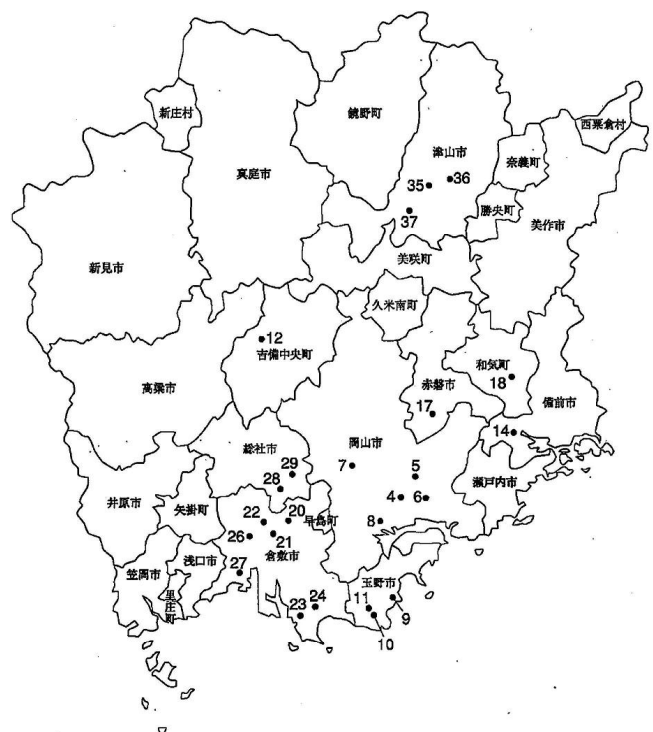 新庄村
鏡野町
西粟倉村
真庭市
津山市
奈義町
36
35
勝央町
37
美作市
美咲町
新見市
久米南町
12
吉備中央町
和気町
18
高梁市
赤磐市
備前市
17
14
総社市
岡山市
29
7
5
瀬戸内市
28
井原市
矢掛町
4
6
22
20
早島町
8
26
21
倉敷市
浅口市
笠岡市
27
玉野市
里庄町
24
23
11
9
10